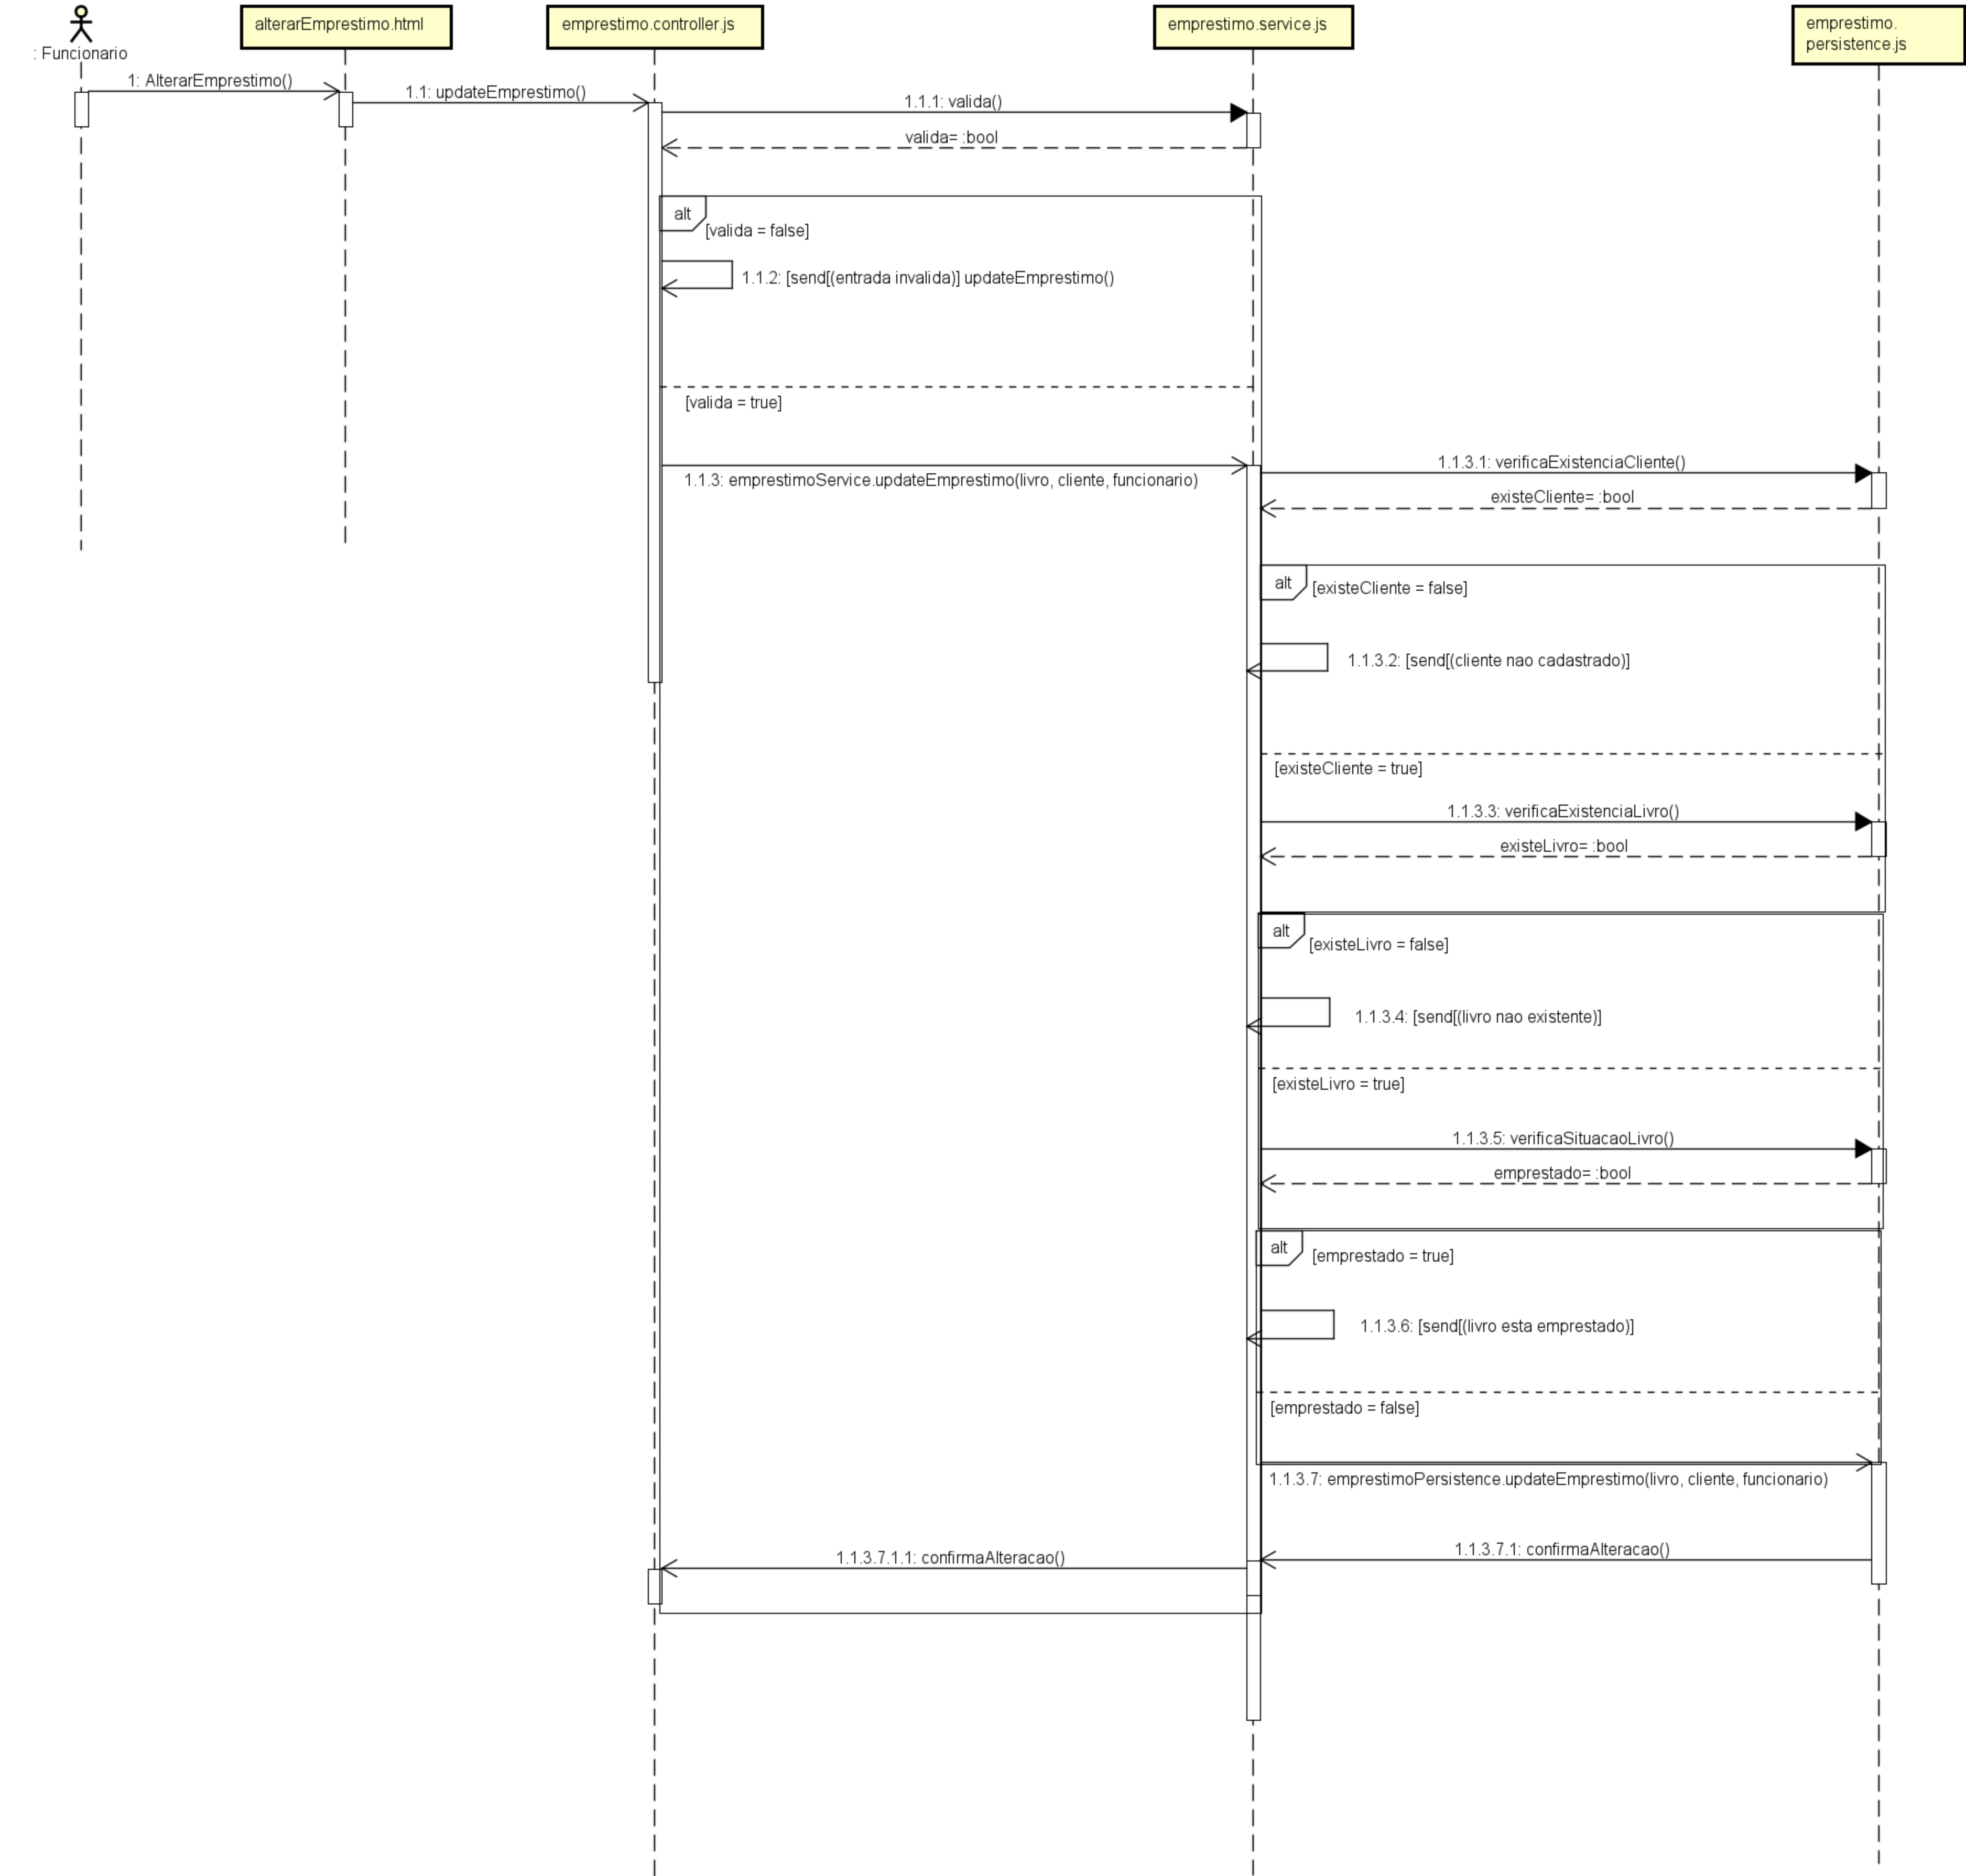 : Funcionario
alterarEmprestimo.html
emprestimo.controller.js
emprestimo.service.js
emprestimo.
persistence.js
1: AlterarEmprestimo()
1.1: updateEmprestimo()
1.1.1: valida()
valida= :bool
alt
[valida = false]
1.1.2: [send[(entrada invalida)] updateEmprestimo()
[valida = true]
1.1.3: emprestimoService.updateEmprestimo(livro, cliente, funcionario)
1.1.3.1: verificaExistenciaCliente()
existeCliente= :bool
alt
[existeCliente = false]
1.1.3.2: [send[(cliente nao cadastrado)]
[existeCliente = true]
1.1.3.3: verificaExistenciaLivro()
existeLivro= :bool
alt
[existeLivro = false]
1.1.3.4: [send[(livro nao existente)]
[existeLivro = true]
1.1.3.5: verificaSituacaoLivro()
emprestado= :bool
alt
[emprestado = true]
1.1.3.6: [send[(livro esta emprestado)]
[emprestado = false]
1.1.3.7: emprestimoPersistence.updateEmprestimo(livro, cliente, funcionario)
1.1.3.7.1: confirmaAlteracao()
1.1.3.7.1.1: confirmaAlteracao()